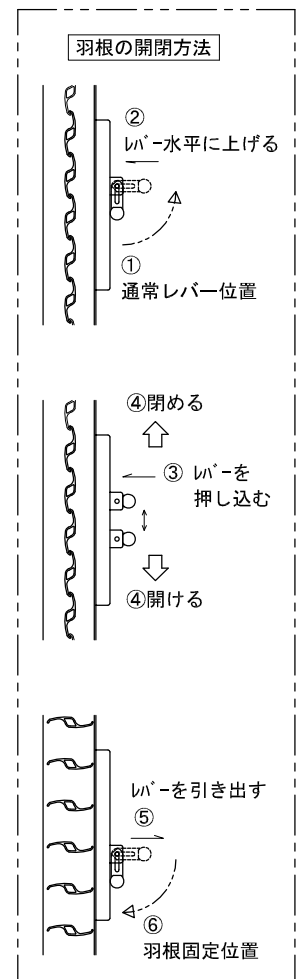 羽根の開閉方法
②
ﾚﾊﾞｰ水平に上げる
①
通常レバー位置
④閉める
③ ﾚﾊﾞｰを
押し込む
④開ける
ﾚﾊﾞｰを引き出す
⑤
⑥
羽根固定位置